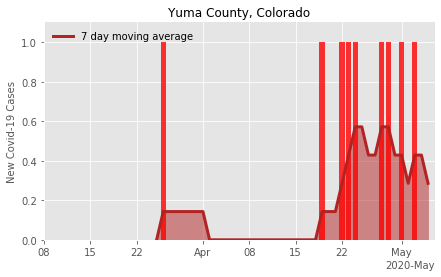 Yuma County, Colorado
7 day moving average
New Covid-19 Cases
1.0
0.8
0.6
0.4
0.2
0.0
08 15 22 Apr 08 15 22 May
2020-May